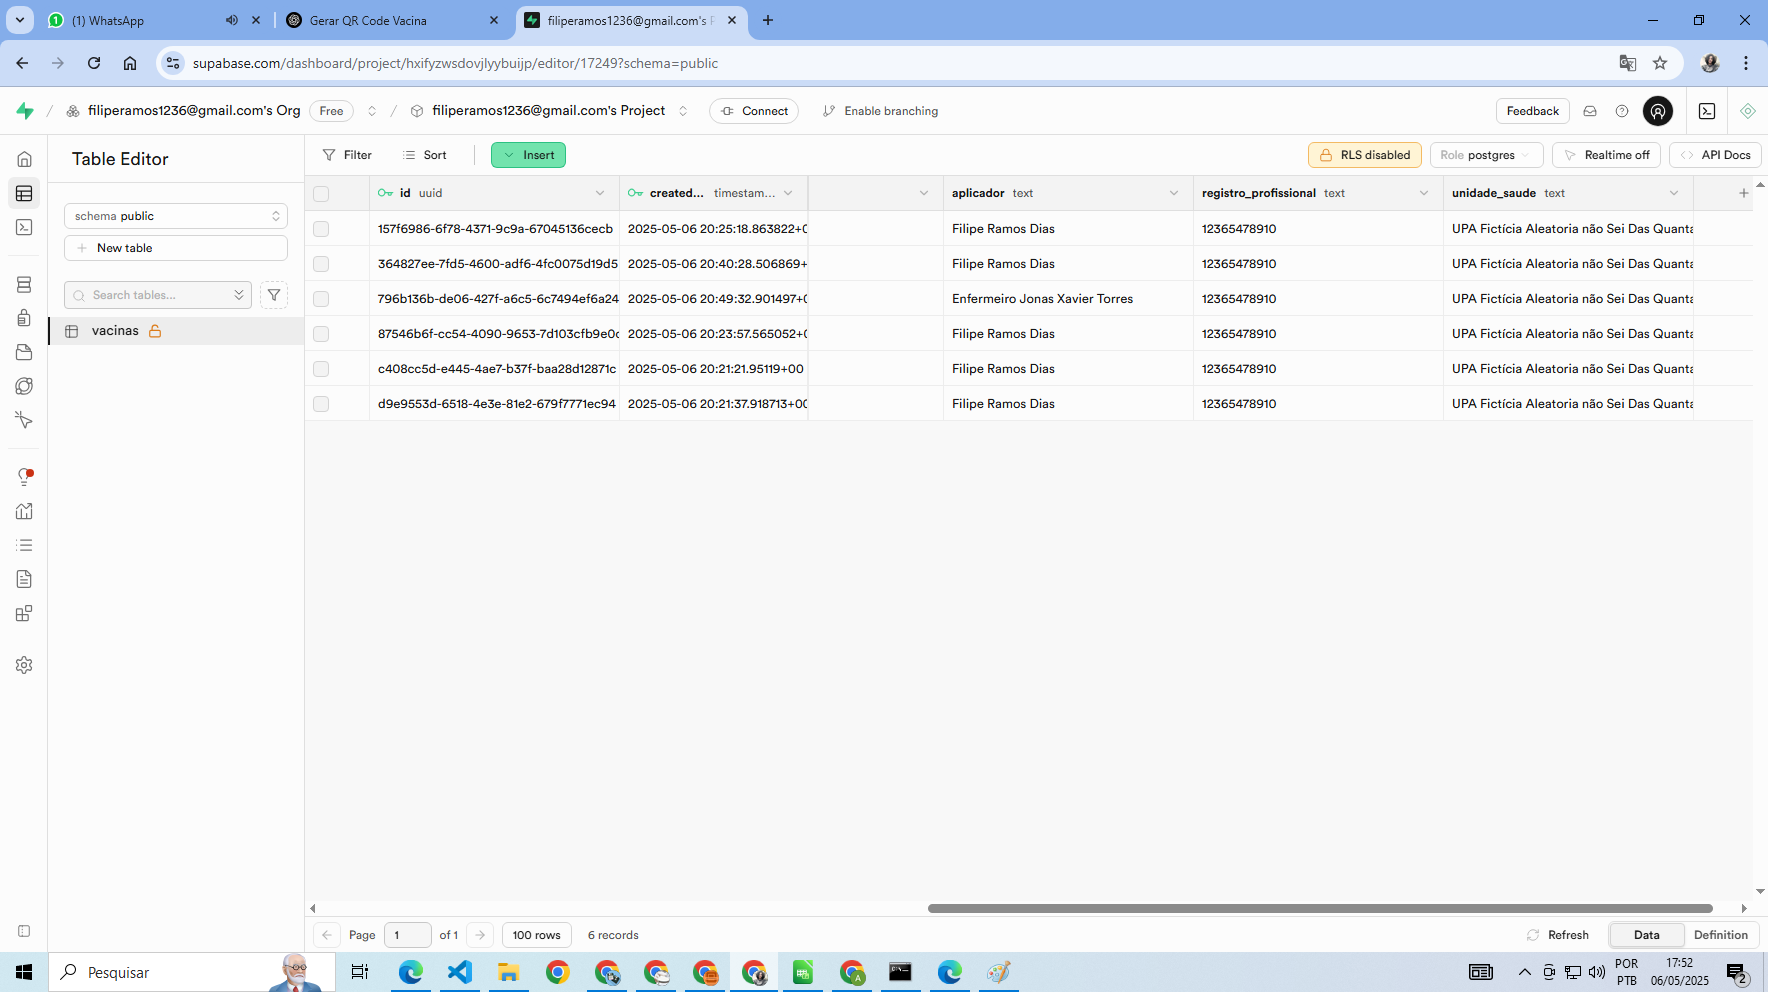 (1) WhatsApp
Gerar QR Code Vacina
filiperamos1236@gmail.com's P
supabase.com/dashboard/project/hxifyzwsdovjlyybuijp/editor/17249?schema=public
filiperamos1236@gmail.com's Org Free / filiperamos1236@gmail.com's Project Connect Enable branching Feedback
Table Editor
Filter Sort Insert RLS disabled Role postgres Realtime off API Docs
schema public
New table
Search tables...
vacinas
id uuid created... timestam... aplicador text registro_profissional text unidade_saude text
157f6986-6f78-4371-9c9a-67045136cecb 2025-05-06 20:25:18.863822+0 Filipe Ramos Dias 12365478910 UPA Fictícia Aleatoria não Sei Das Quanta
364827ee-7fd5-4600-adf6-4fc0075d19d5 2025-05-06 20:40:28.506869+ Filipe Ramos Dias 12365478910 UPA Fictícia Aleatoria não Sei Das Quanta
796b136b-de06-427f-a6c5-6c7494ef6a24 2025-05-06 20:49:32.901497+0 Enfermeiro Jonas Xavier Torres 12365478910 UPA Fictícia Aleatoria não Sei Das Quanta
87546b6f-cc54-4090-9653-7d103cfb9e0c 2025-05-06 20:23:57.565052+0 Filipe Ramos Dias 12365478910 UPA Fictícia Aleatoria não Sei Das Quanta
c408cc5d-e445-4ae7-b37f-baa28d12871c 2025-05-06 20:21:21.95119+00 Filipe Ramos Dias 12365478910 UPA Fictícia Aleatoria não Sei Das Quanta
d9e9553d-6518-4e3e-81e2-679f7771ec94 2025-05-06 20:21:37.918713+00 Filipe Ramos Dias 12365478910 UPA Fictícia Aleatoria não Sei Das Quanta
Page 1 of 1 100 rows 6 records Refresh Data Definition
Pesquisar
POR
PTB
17:52
06/05/2025
2